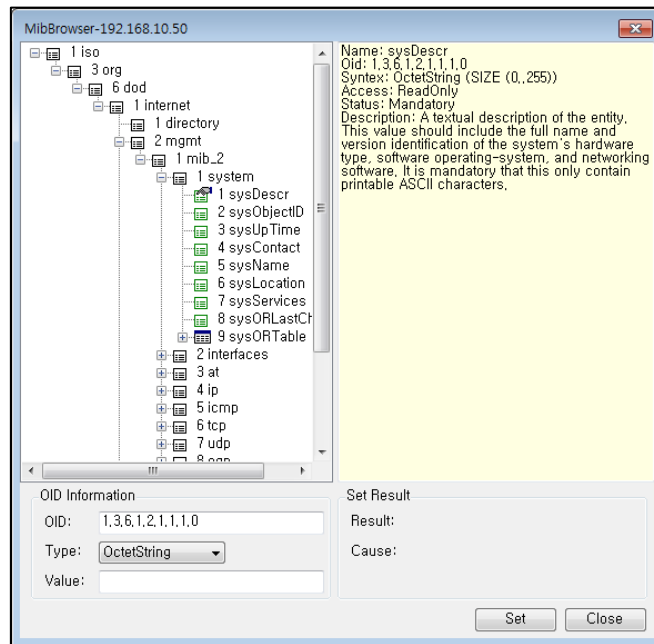 MibBrowser-192.168.10.50
1 iso
3 org
6 dod
1 internet
1 directory
2 mgmt
1 mib_2
1 system
1 sysDescr
2 sysObjectID
3 sysUpTime
4 sysContact
5 sysName
6 sysLocation
7 sysServices
8 sysORLastCh
9 sysORTable
2 interfaces
3 at
4 ip
5 icmp
6 tcp
7 udp
8 egp
Name: sysDescr
Oid: 1,3,6,1,2,1,1,1,0
Syntex: OctetString (SIZE (0,,255))
Access: ReadOnly
Status: Mandatory
Description: A textual description of the entity,
This value should include the full name and
version identification of the system's hardware
type, software operating-system, and networking
software, It is mandatory that this only contain
printable ASCII characters,
OID Information
OID: 1,3,6,1,2,1,1,1,0
Type: OctetString
Value:
Set Result
Result:
Cause:
Set
Close